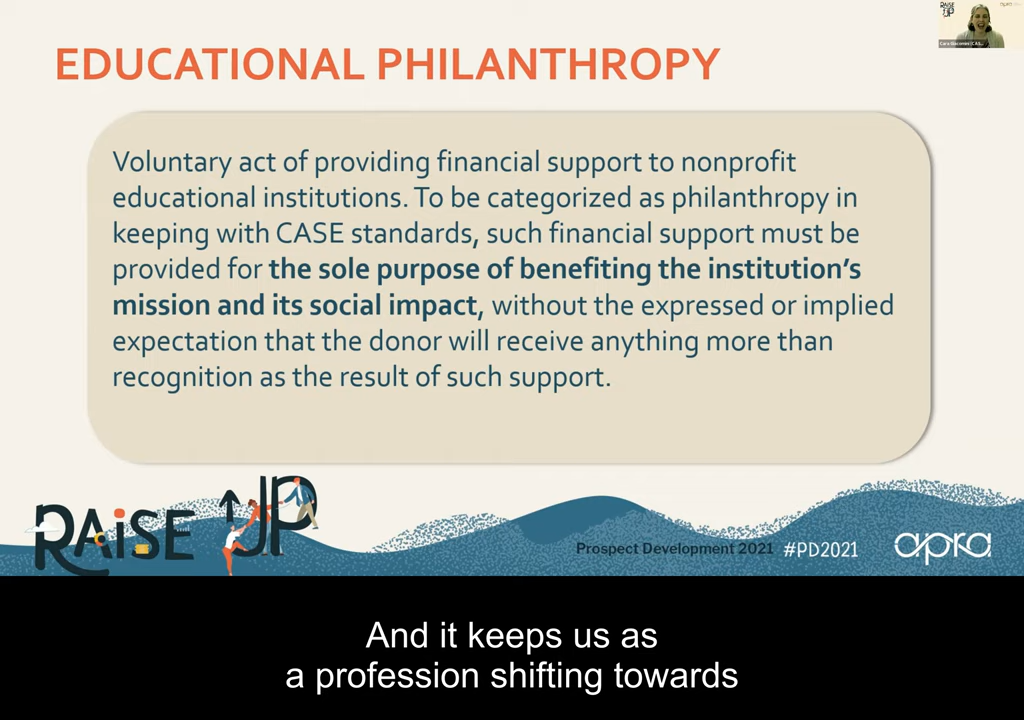 EDUCATIONAL PHILANTHROPY
Voluntary act of providing financial support to nonprofit
educational institutions. To be categorized as philanthropy in
keeping with CASE standards, such financial support must be
provided for the sole purpose of benefiting the institution's
mission and its social impact, without the expressed or implied
expectation that the donor will receive anything more than
recognition as the result of such support.
RAiSE UP
Prospect Development 2021 #PD2021
apra
And it keeps us as
a profession shifting towards